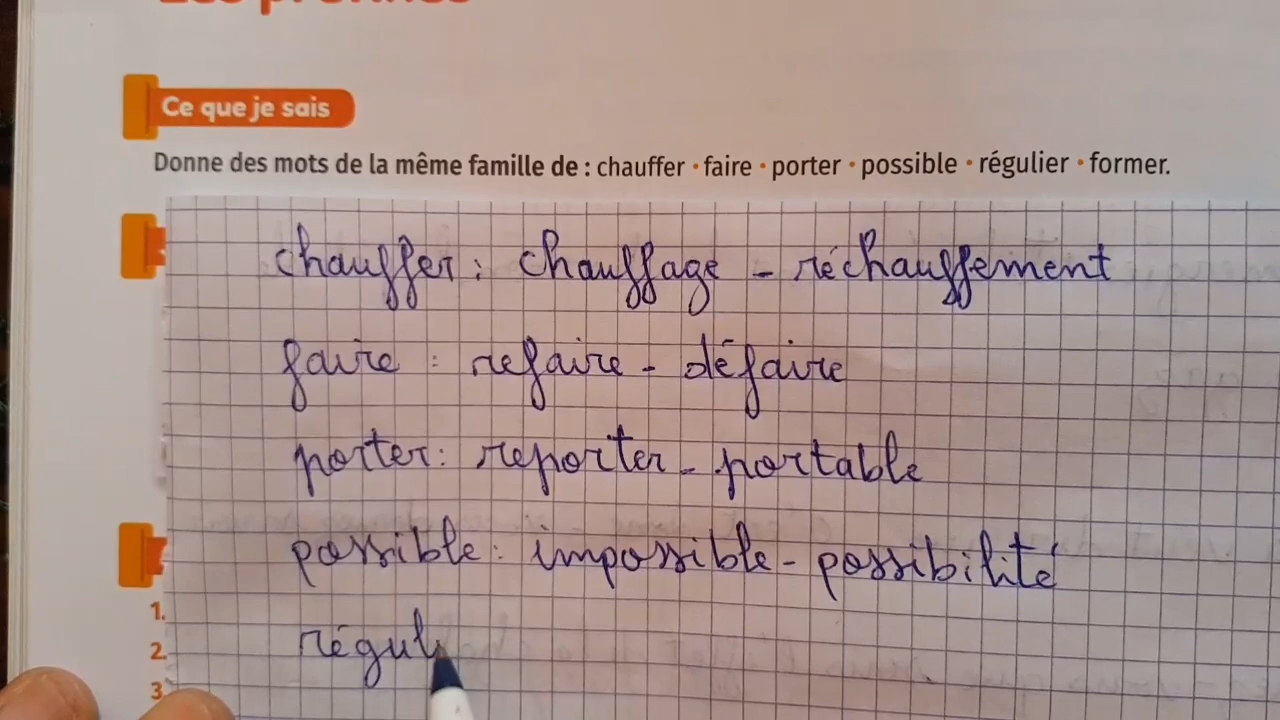 Ce que je sais
Donne des mots de la même famille de : chauffer • faire • porter • possible • régulier • former.
chauffer : chauffage - réchauffement
faire : refaire - défaire
porter : reporter - portable
possible : impossible - possibilité
1.
régul
2.
3